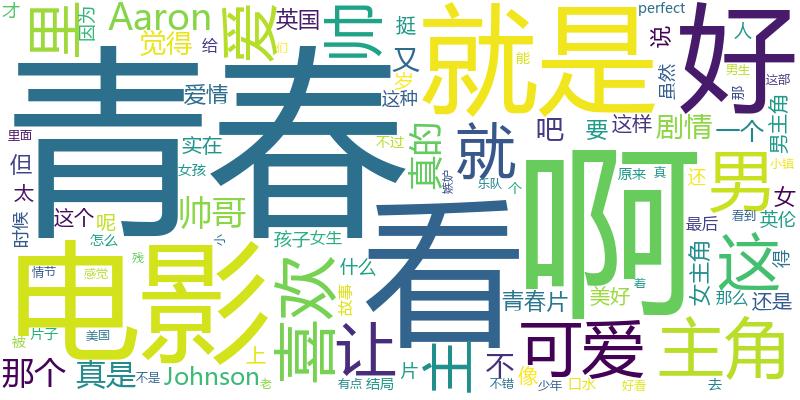 才
因为
里
Aaron
觉得
爱
给
英国
们
帅
挺
又
岁
能
就是
perfect
说
虽然
好
人
那
男生
这部
爱情
这种
青春
里面
但
太
时候
实在
女孩
这个
呢
怎么
小
帅哥
不过
真的
嫉妒
就
乐队
吧
个
要
这样
啊
原来
剧情
真
一个
还
男
男主角
小镇
女
孩子
女生
看
最后
看到
英伦
女主角
这
得
电影
情节
残
感觉
喜欢
什么
故事
青春片
美好
着
那么
还是
被
片子
美国
上
让
主
不
可爱
主角
那个
真是
不是
Johnson
老
有点
结局
片
像
不错
少年
口水
好看
去